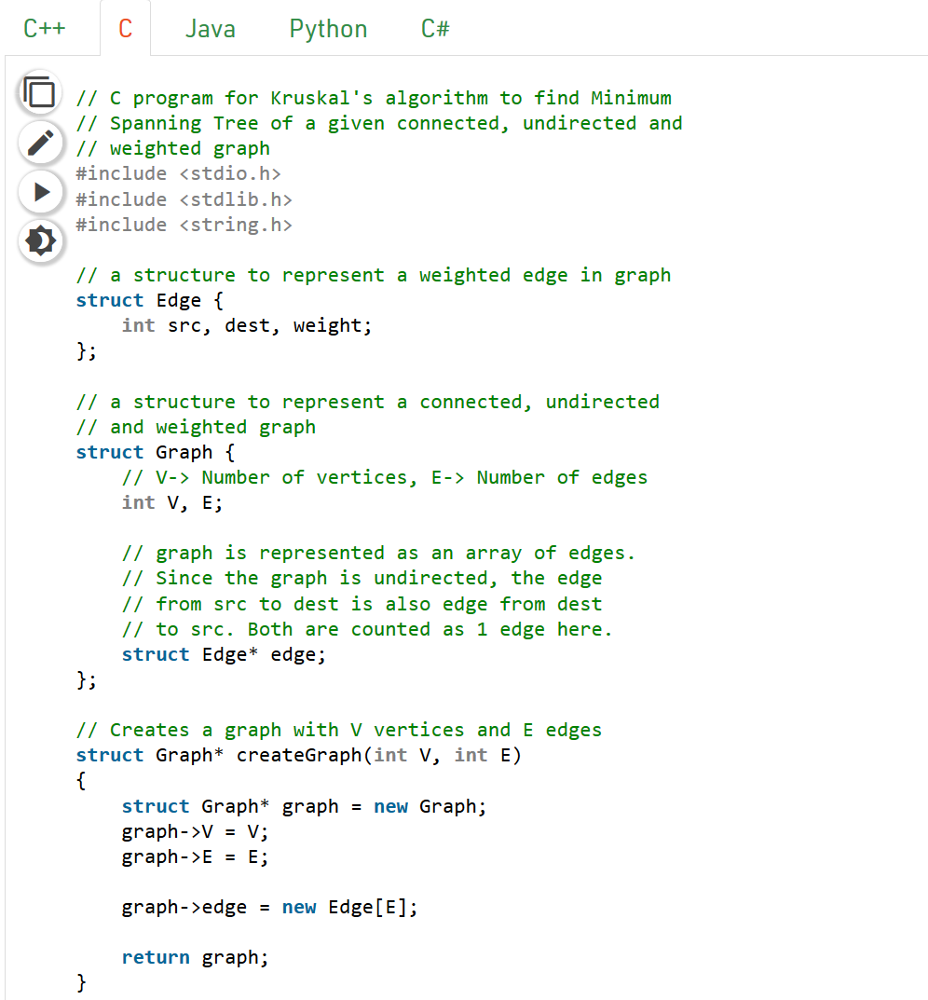 C++ C Java Python C#
// C program for Kruskal's algorithm to find Minimum
// Spanning Tree of a given connected, undirected and
// weighted graph
#include <stdio.h>
#include <stdlib.h>
#include <string.h>
// a structure to represent a weighted edge in graph
struct Edge {
    int src, dest, weight;
};
// a structure to represent a connected, undirected
// and weighted graph
struct Graph {
    // V-> Number of vertices, E-> Number of edges
    int V, E;
    // graph is represented as an array of edges.
    // Since the graph is undirected, the edge
    // from src to dest is also edge from dest
    // to src. Both are counted as 1 edge here.
    struct Edge* edge;
};
// Creates a graph with V vertices and E edges
struct Graph* createGraph(int V, int E)
{
    struct Graph* graph = new Graph;
    graph->V = V;
    graph->E = E;
    graph->edge = new Edge[E];
    return graph;
}